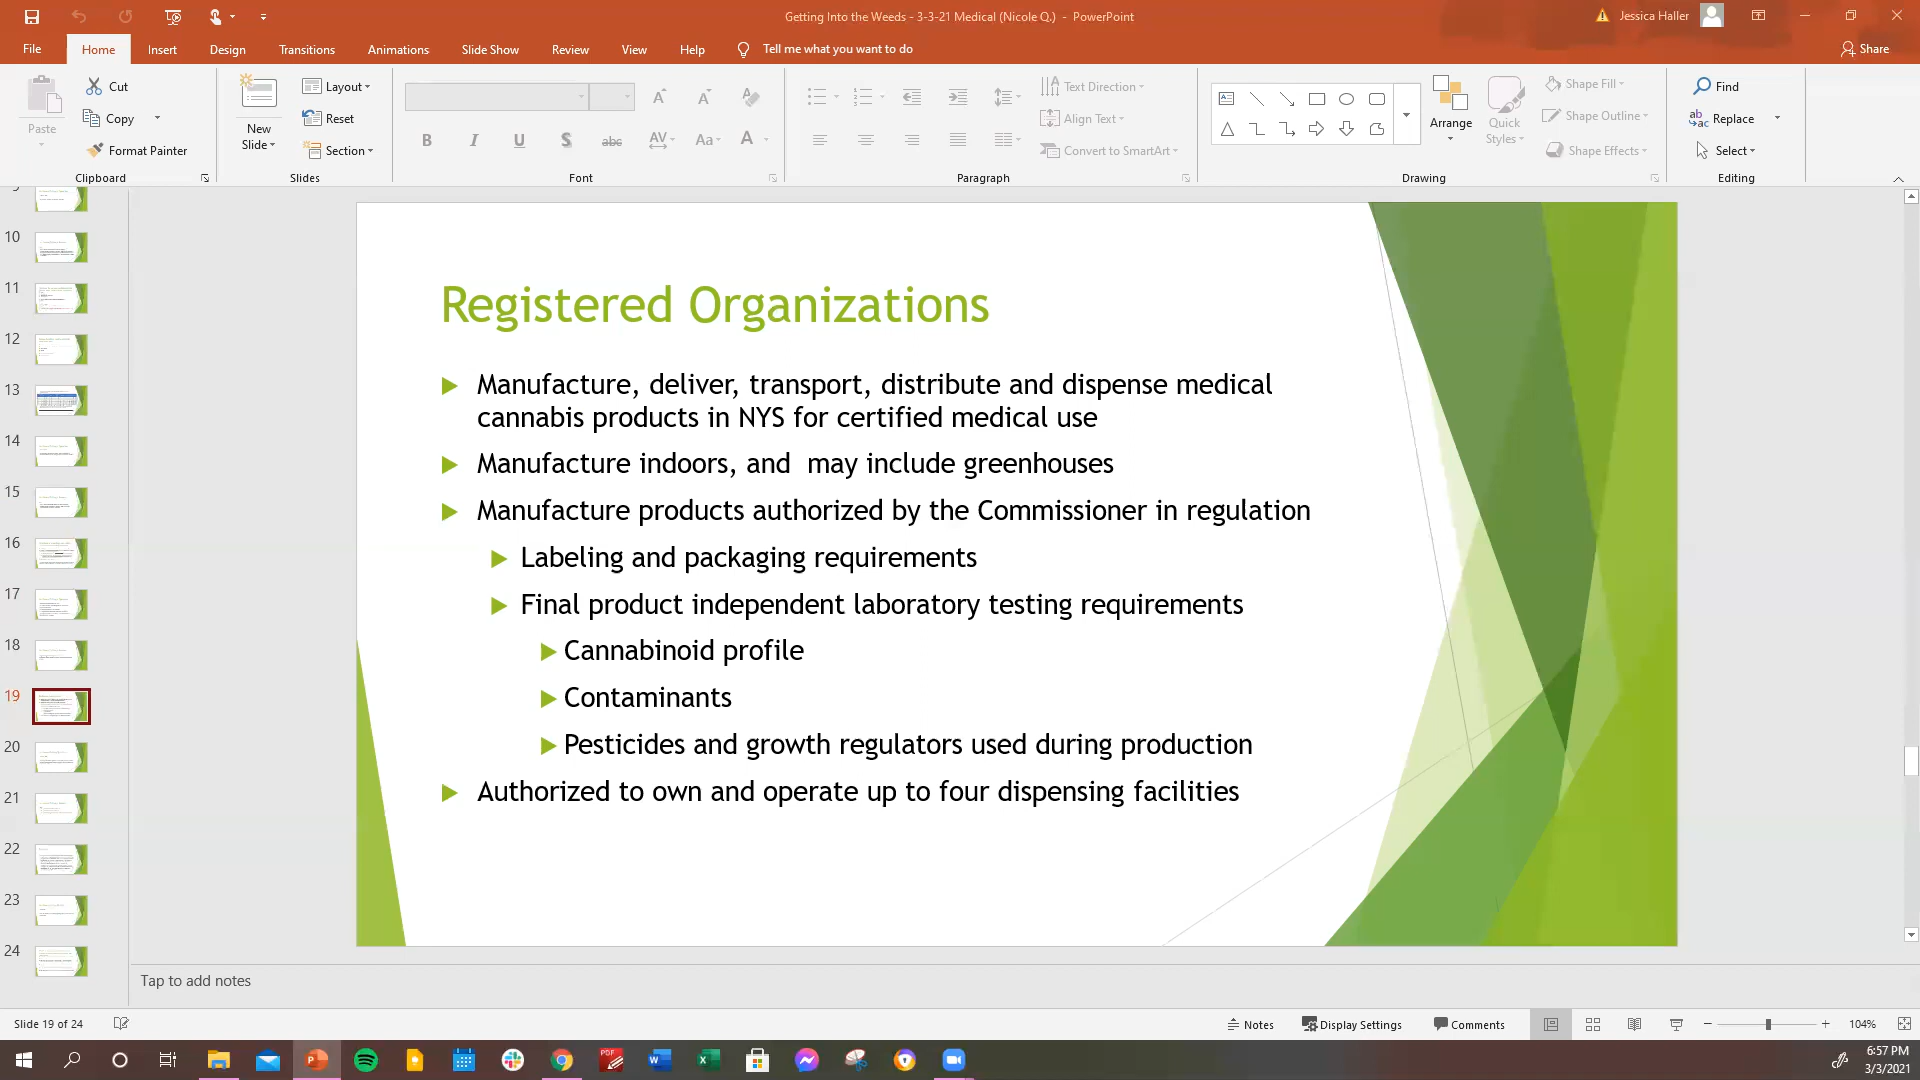 Getting Into the Weeds - 3-3-21 Medical (Nicole Q.) - PowerPoint
Jessica Haller
File Home Insert Design Transitions Animations Slide Show Review View Help Tell me what you want to do
Share
Paste
Cut
Copy
Format Painter
Clipboard
New
Slide
Layout
Reset
Section
Slides
Font
Text Direction
Align Text
Convert to SmartArt
Paragraph
Arrange
Quick
Styles
Shape Fill
Shape Outline
Shape Effects
Drawing
Find
Replace
Select
Editing
10
11
12
13
14
15
16
17
18
19
20
21
22
23
24
Registered Organizations
Manufacture, deliver, transport, distribute and dispense medical
cannabis products in NYS for certified medical use
Manufacture indoors, and  may include greenhouses
Manufacture products authorized by the Commissioner in regulation
Labeling and packaging requirements
Final product independent laboratory testing requirements
Cannabinoid profile
Contaminants
Pesticides and growth regulators used during production
Authorized to own and operate up to four dispensing facilities
Tap to add notes
Slide 19 of 24
Notes
Display Settings
Comments
104%
6:57 PM
3/3/2021